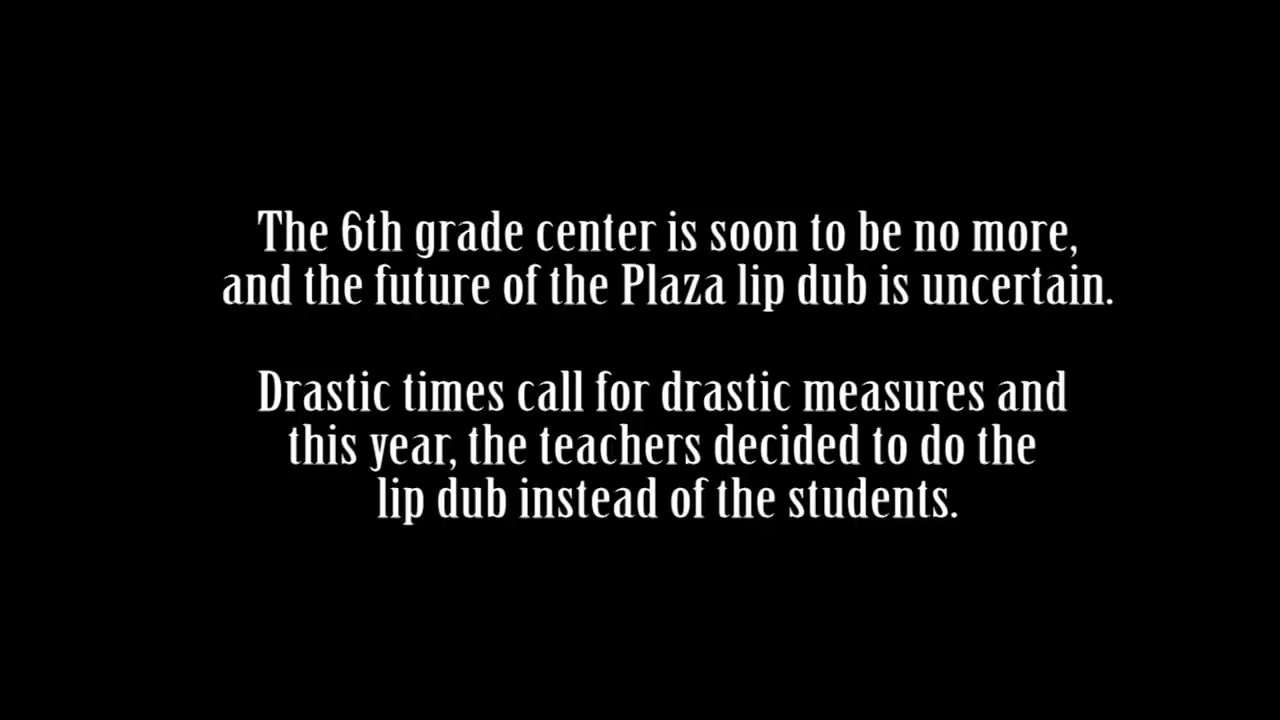 The 6th grade center is soon to be no more,
and the future of the Plaza lip dub is uncertain.
Drastic times call for drastic measures and
this year, the teachers decided to do the
lip dub instead of the students.